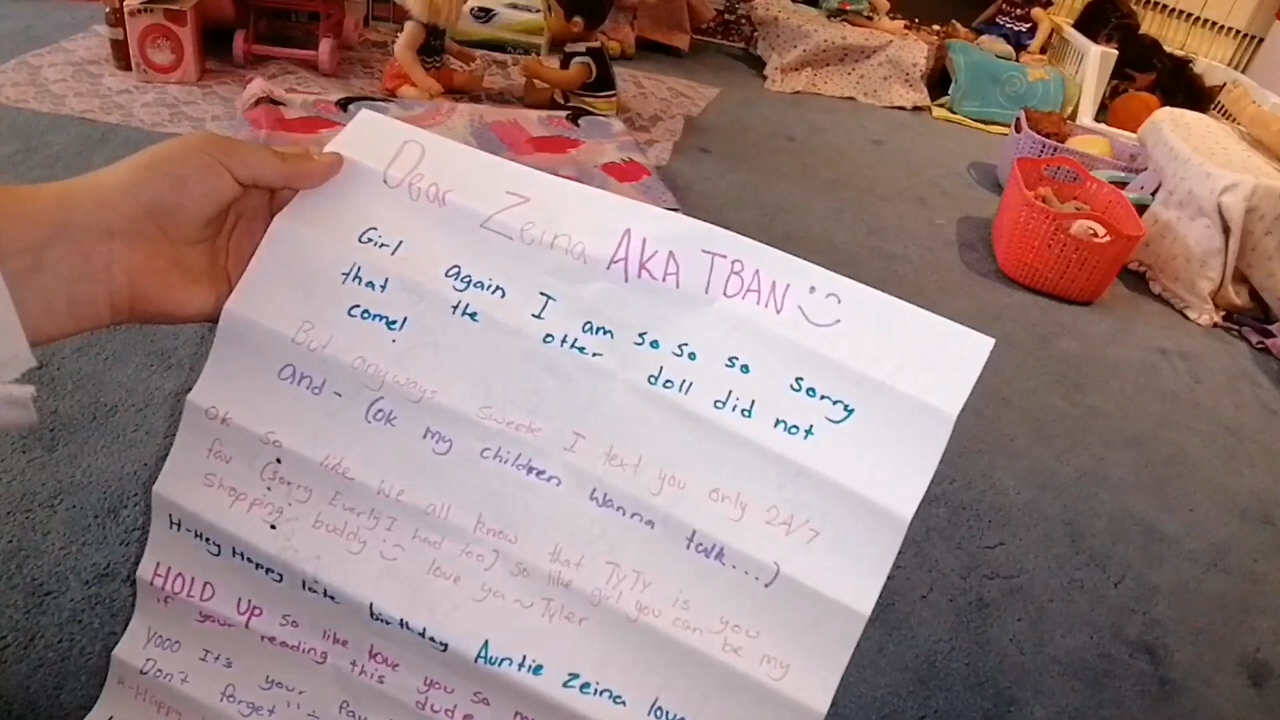 Dear Zeina AKA TBAN
Girl again I am so so so sorry
that the other doll did not
come!
But anyways sweete I text you only 24/7
and- (ok my children wanna talk...)
ok so like we all know that TyTy is you
fav (sorry Everly I had too) so like girl you can be my
shopping buddy love ya ~ Tyler
H-Hey Happy late birthday Auntie Zeina love
HOLD UP so like love you so
if your reading this dude
Yooo Its your fav
Don't forget
H-Happy